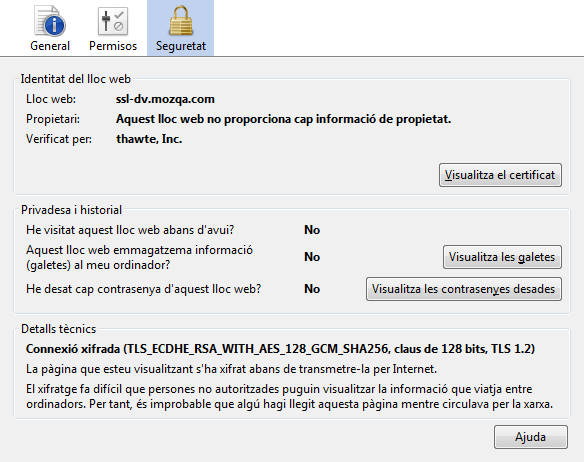 General Permisos Seguretat
Identitat del lloc web
Lloc web: ssl-dv.mozqa.com
Propietari: Aquest lloc web no proporciona cap informació de propietat.
Verificat per: thawte, Inc.
Visualitza el certificat
Privadesa i historial
He visitat aquest lloc web abans d'avui? No
Aquest lloc web emmagatzema informació
(galetes) al meu ordinador? No Visualitza les galetes
He desat cap contrasenya d'aquest lloc web? No Visualitza les contrasenyes desades
Detalls tècnics
Connexió xifrada (TLS_ECDHE_RSA_WITH_AES_128_GCM_SHA256, claus de 128 bits, TLS 1.2)
La pàgina que esteu visualitzant s'ha xifrat abans de transmetre-la per Internet.
El xifratge fa difícil que persones no autoritzades puguin visualitzar la informació que viatja entre
ordinadors. Per tant, és improbable que algú hagi llegit aquesta pàgina mentre circulava per la xarxa.
Ajuda